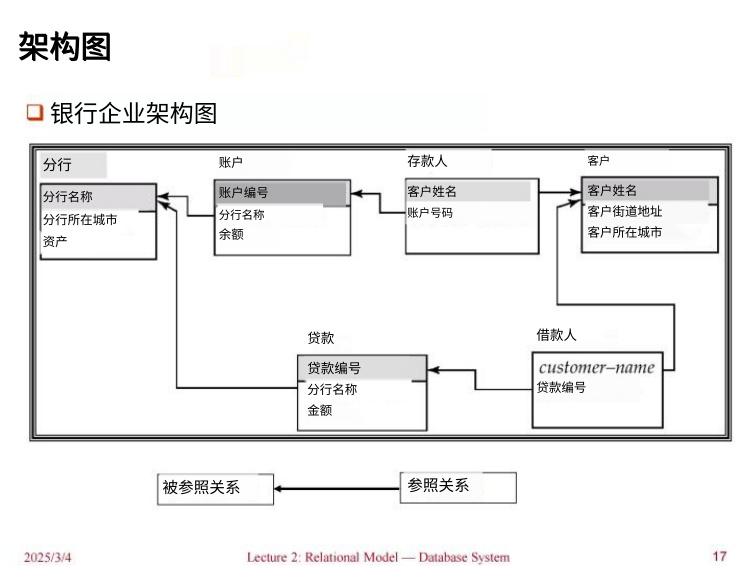 架构图
银行企业架构图
分行
分行名称
分行所在城市
资产
账户
账户编号
分行名称
余额
存款人
客户姓名
账户号码
客户
客户姓名
客户街道地址
客户所在城市
贷款
贷款编号
分行名称
金额
借款人
customer–name
贷款编号
被参照关系
参照关系
2025/3/4
Lecture 2: Relational Model — Database System
17